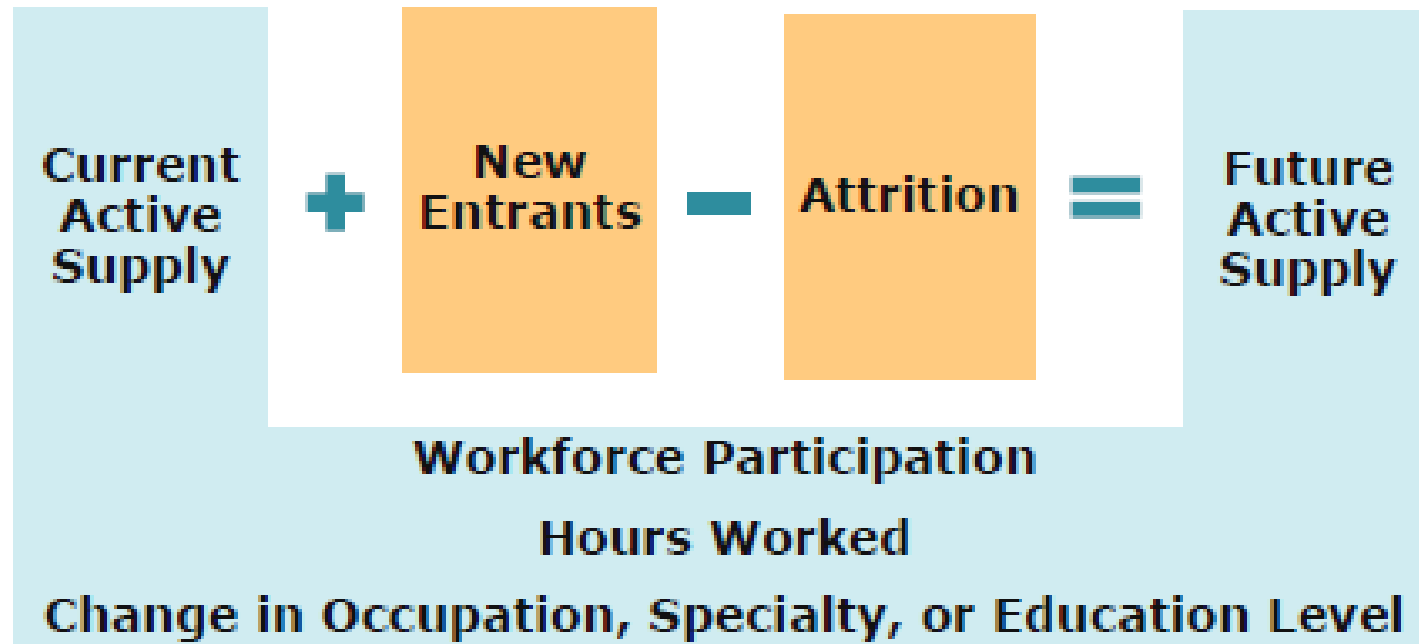 Current
Active
Supply
+
New
Entrants
-
Attrition
=
Future
Active
Supply
Workforce Participation
Hours Worked
Change in Occupation, Specialty, or Education Level